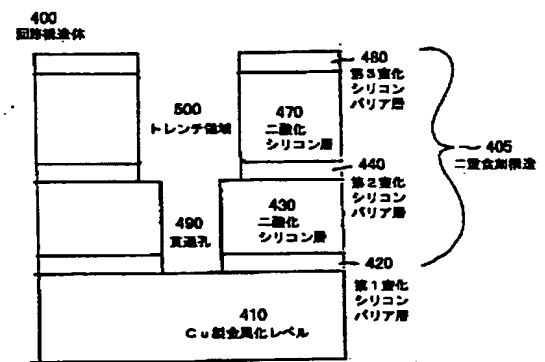 400
回路構造体
480
第3窒化
シリコン
バリア層
500
トレンチ領域
470
二酸化
シリコン層
405
二重食刻構造
440
第2窒化
シリコン
バリア層
430
二酸化
シリコン層
490
貫通孔
420
第1窒化
シリコン
バリア層
410
Cu製金属化レベル